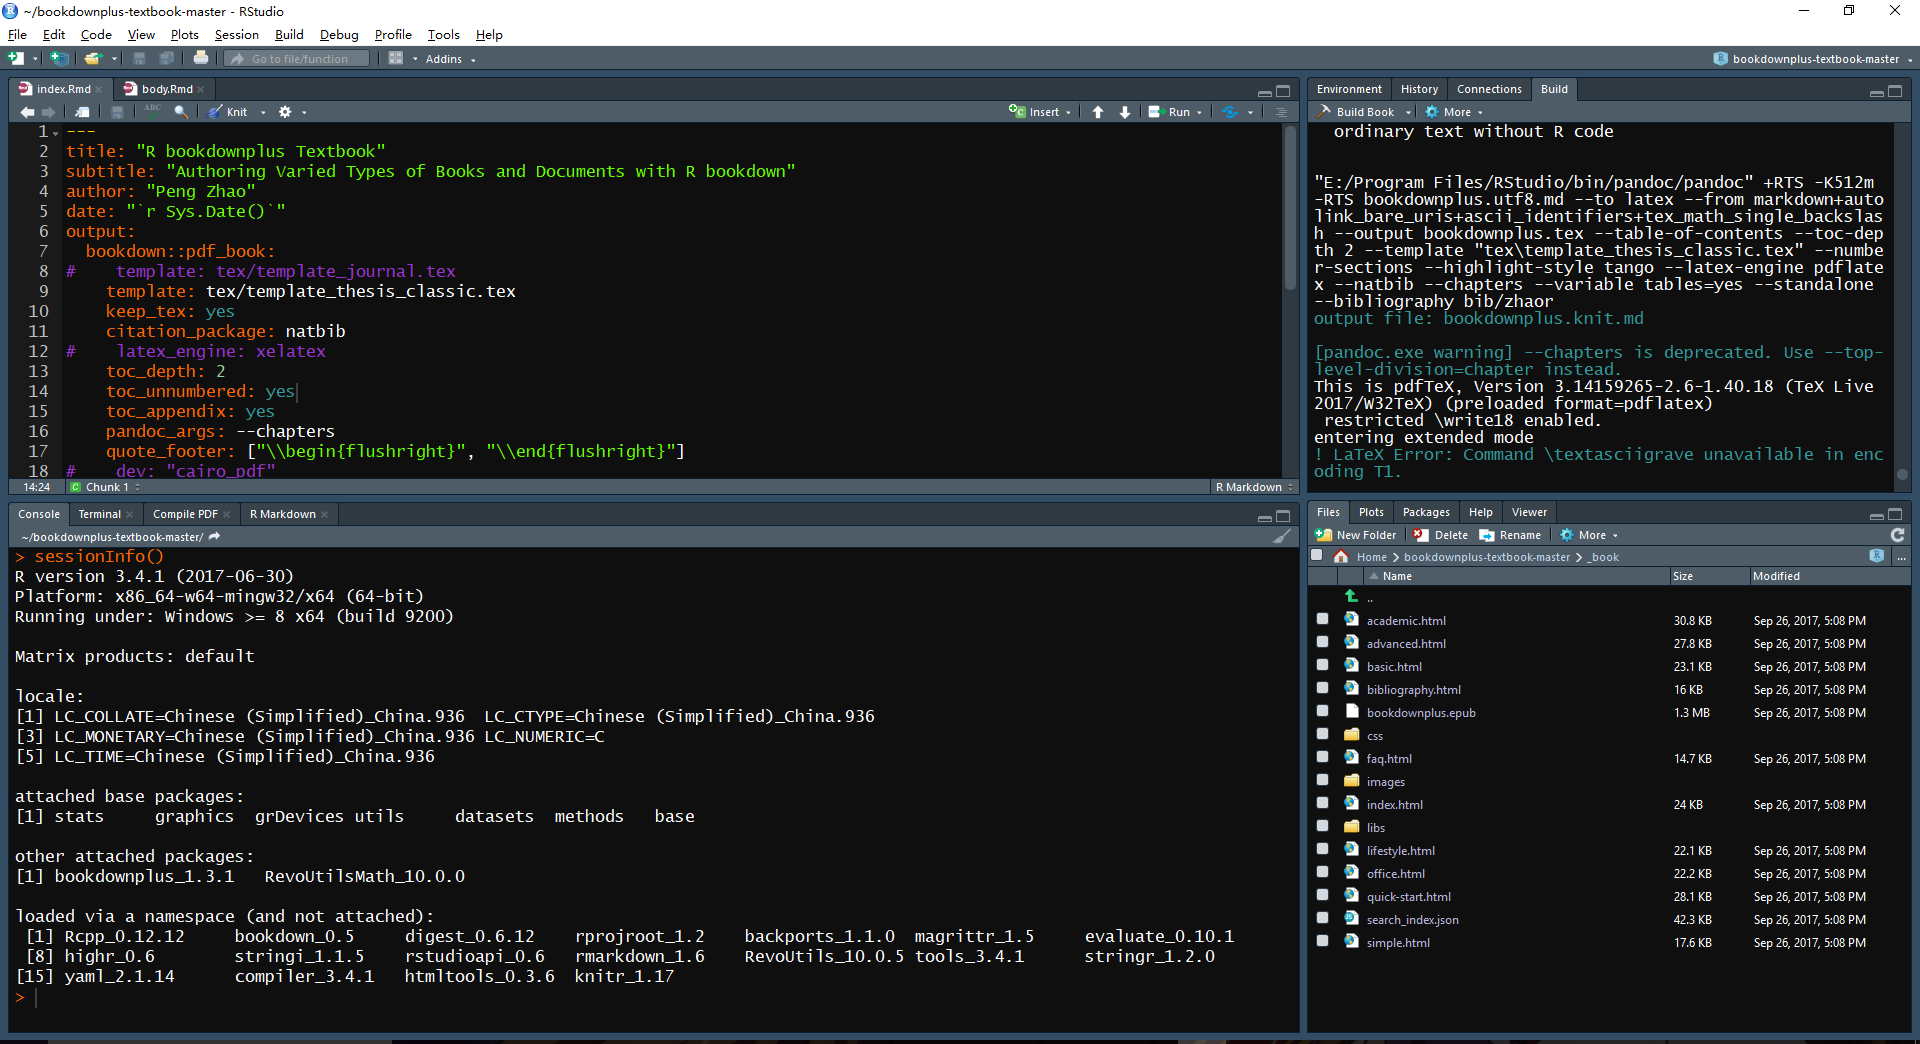 ~/bookdownplus-textbook-master - RStudio
File Edit Code View Plots Session Build Debug Profile Tools Help
Go to file/function Addins bookdownplus-textbook-master
index.Rmd body.Rmd
ABC Knit Insert Run
1 ---
2 title: "R bookdownplus Textbook"
3 subtitle: "Authoring Varied Types of Books and Documents with R bookdown"
4 author: "Peng Zhao"
5 date: "`r Sys.Date()`"
6 output:
7   bookdown::pdf_book:
8 #    template: tex/template_journal.tex
9     template: tex/template_thesis_classic.tex
10     keep_tex: yes
11     citation_package: natbib
12 #    latex_engine: xelatex
13     toc_depth: 2
14     toc_unnumbered: yes
15     toc_appendix: yes
16     pandoc_args: --chapters
17     quote_footer: ["\\begin{flushright}", "\\end{flushright}"]
18 #    dev: "cairo_pdf"
14:24 Chunk 1 R Markdown
Console Terminal Compile PDF R Markdown
~/bookdownplus-textbook-master/
> sessionInfo()
R version 3.4.1 (2017-06-30)
Platform: x86_64-w64-mingw32/x64 (64-bit)
Running under: Windows >= 8 x64 (build 9200)
Matrix products: default
locale:
[1] LC_COLLATE=Chinese (Simplified)_China.936  LC_CTYPE=Chinese (Simplified)_China.936
[3] LC_MONETARY=Chinese (Simplified)_China.936 LC_NUMERIC=C
[5] LC_TIME=Chinese (Simplified)_China.936
attached base packages:
[1] stats     graphics  grDevices utils     datasets  methods   base
other attached packages:
[1] bookdownplus_1.3.1   RevoUtilsMath_10.0.0
loaded via a namespace (and not attached):
[1] Rcpp_0.12.12     bookdown_0.5     digest_0.6.12    rprojroot_1.2    backports_1.1.0  magrittr_1.5     evaluate_0.10.1
[8] highr_0.6        stringi_1.1.5    rstudioapi_0.6   rmarkdown_1.6    RevoUtils_10.0.5 tools_3.4.1      stringr_1.2.0
[15] yaml_2.1.14      compiler_3.4.1   htmltools_0.3.6  knitr_1.17
>
Environment History Connections Build
Build Book More
ordinary text without R code
"E:/Program Files/RStudio/bin/pandoc/pandoc" +RTS -K512m
-RTS bookdownplus.utf8.md --to latex --from markdown+auto
link_bare_uris+ascii_identifiers+tex_math_single_backslas
h --output bookdownplus.tex --table-of-contents --toc-dep
th 2 --template "tex\template_thesis_classic.tex" --numbe
r-sections --highlight-style tango --latex-engine pdflate
x --natbib --chapters --variable tables=yes --standalone
--bibliography bib/zhaor
output file: bookdownplus.knit.md
[pandoc.exe warning] --chapters is deprecated. Use --top-
level-division=chapter instead.
This is pdfTeX, Version 3.14159265-2.6-1.40.18 (TeX Live
2017/W32TeX) (preloaded format=pdflatex)
restricted \write18 enabled.
entering extended mode
! LaTeX Error: Command \textasciigrave unavailable in enc
oding T1.
Files Plots Packages Help Viewer
New Folder Delete Rename More
Home bookdownplus-textbook-master _book ...
Name Size Modified
..
academic.html 30.8 KB Sep 26, 2017, 5:08 PM
advanced.html 27.8 KB Sep 26, 2017, 5:08 PM
basic.html 23.1 KB Sep 26, 2017, 5:08 PM
bibliography.html 16 KB Sep 26, 2017, 5:08 PM
bookdownplus.epub 1.3 MB Sep 26, 2017, 5:08 PM
css
faq.html 14.7 KB Sep 26, 2017, 5:08 PM
images
index.html 24 KB Sep 26, 2017, 5:08 PM
libs
lifestyle.html 22.1 KB Sep 26, 2017, 5:08 PM
office.html 22.2 KB Sep 26, 2017, 5:08 PM
quick-start.html 28.1 KB Sep 26, 2017, 5:08 PM
search_index.json 42.3 KB Sep 26, 2017, 5:08 PM
simple.html 17.6 KB Sep 26, 2017, 5:08 PM